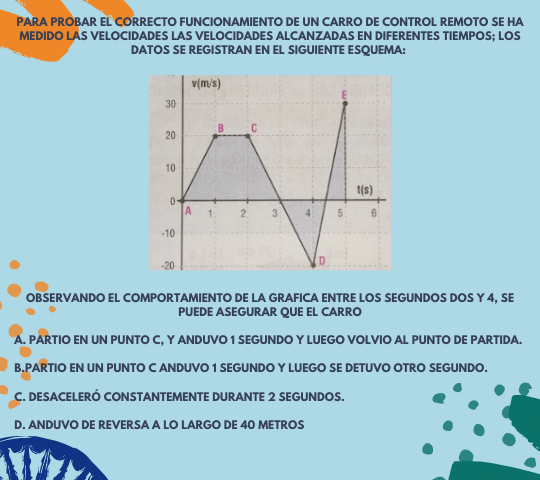 PARA PROBAR EL CORRECTO FUNCIONAMIENTO DE UN CARRO DE CONTROL REMOTO SE HA
MEDIDO LAS VELOCIDADES LAS VELOCIDADES ALCANZADAS EN DIFERENTES TIEMPOS; LOS
DATOS SE REGISTRAN EN EL SIGUIENTE ESQUEMA:
v(m/s)
30
E
20
B
C
10
t(s)
0
A
1
2
3
4
5
6
-10
-20
D
OBSERVANDO EL COMPORTAMIENTO DE LA GRAFICA ENTRE LOS SEGUNDOS DOS Y 4, SE
PUEDE ASEGURAR QUE EL CARRO
A. PARTIO EN UN PUNTO C, Y ANDUVO 1 SEGUNDO Y LUEGO VOLVIO AL PUNTO DE PARTIDA.
B.PARTIO EN UN PUNTO C ANDUVO 1 SEGUNDO Y LUEGO SE DETUVO OTRO SEGUNDO.
C. DESACELERÓ CONSTANTEMENTE DURANTE 2 SEGUNDOS.
D. ANDUVO DE REVERSA A LO LARGO DE 40 METROS